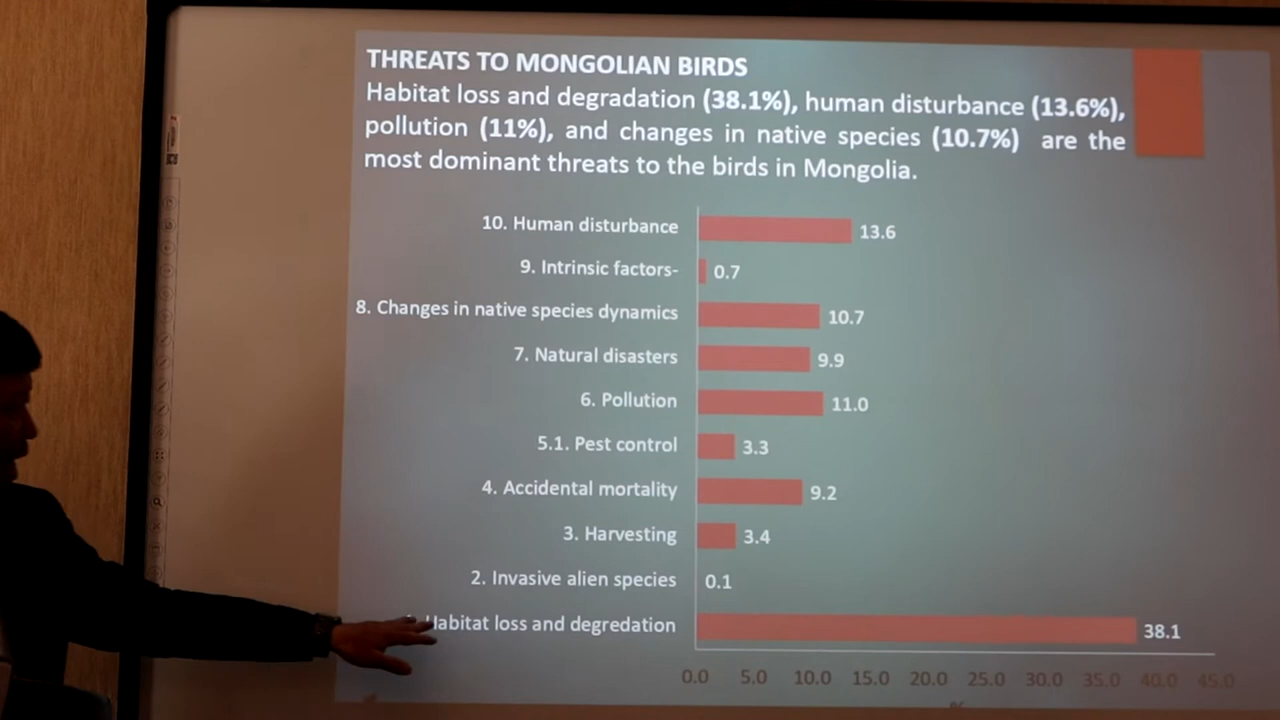 THREATS TO MONGOLIAN BIRDS
Habitat loss and degradation (38.1%), human disturbance (13.6%),
pollution (11%), and changes in native species (10.7%) are the
most dominant threats to the birds in Mongolia.
10. Human disturbance 13.6
9. Intrinsic factors- 0.7
8. Changes in native species dynamics 10.7
7. Natural disasters 9.9
6. Pollution 11.0
5.1. Pest control 3.3
4. Accidental mortality 9.2
3. Harvesting 3.4
2. Invasive alien species 0.1
Habitat loss and degredation 38.1
0.0 5.0 10.0 15.0 20.0 25.0 30.0 35.0 40.0 45.0
%